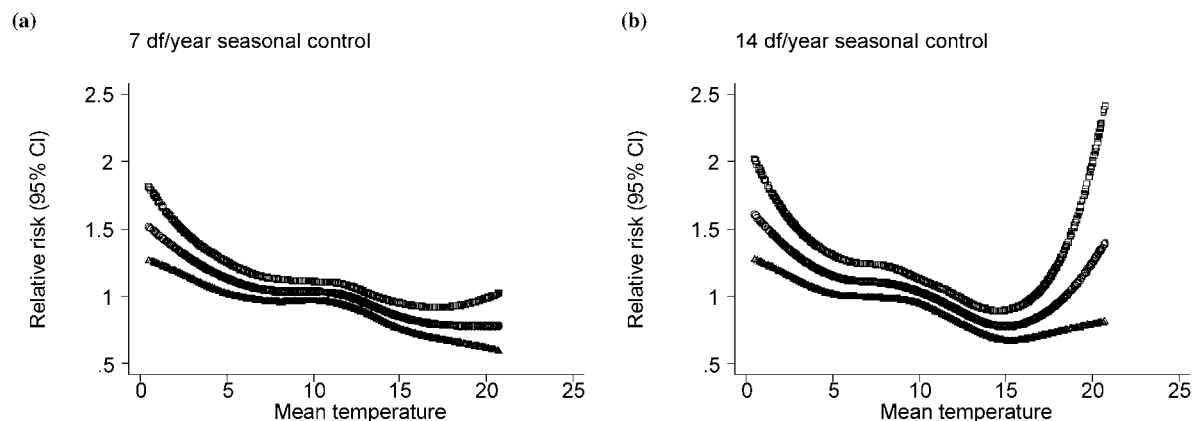 (a)
7 df/year seasonal control
Relative risk (95% CI)
2.5
2
1.5
1
.5
0 5 10 15 20 25
Mean temperature
(b)
14 df/year seasonal control
Relative risk (95% CI)
2.5
2
1.5
1
.5
0 5 10 15 20 25
Mean temperature